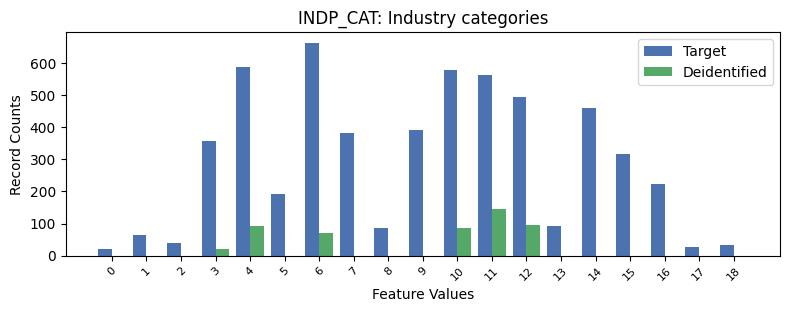 INDP_CAT: Industry categories
Target
Deidentified
Record Counts
600
500
400
300
200
100
0
0 1 2 3 4 5 6 7 8 9 10 11 12 13 14 15 16 17 18
Feature Values